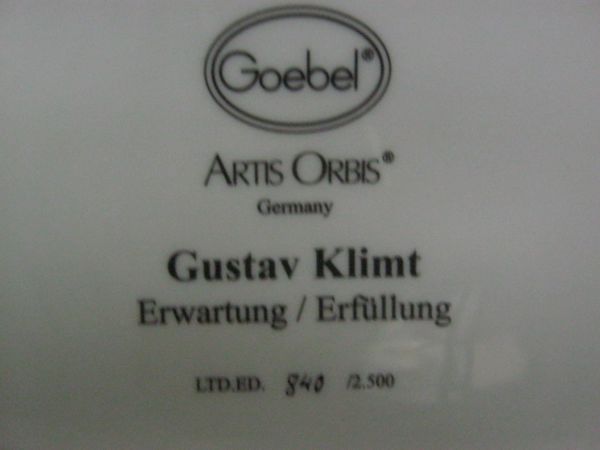 Goebel®
ARTIS ORBIS®
Germany
Gustav Klimt
Erwartung / Erfüllung
LTD.ED. 840 /2.500